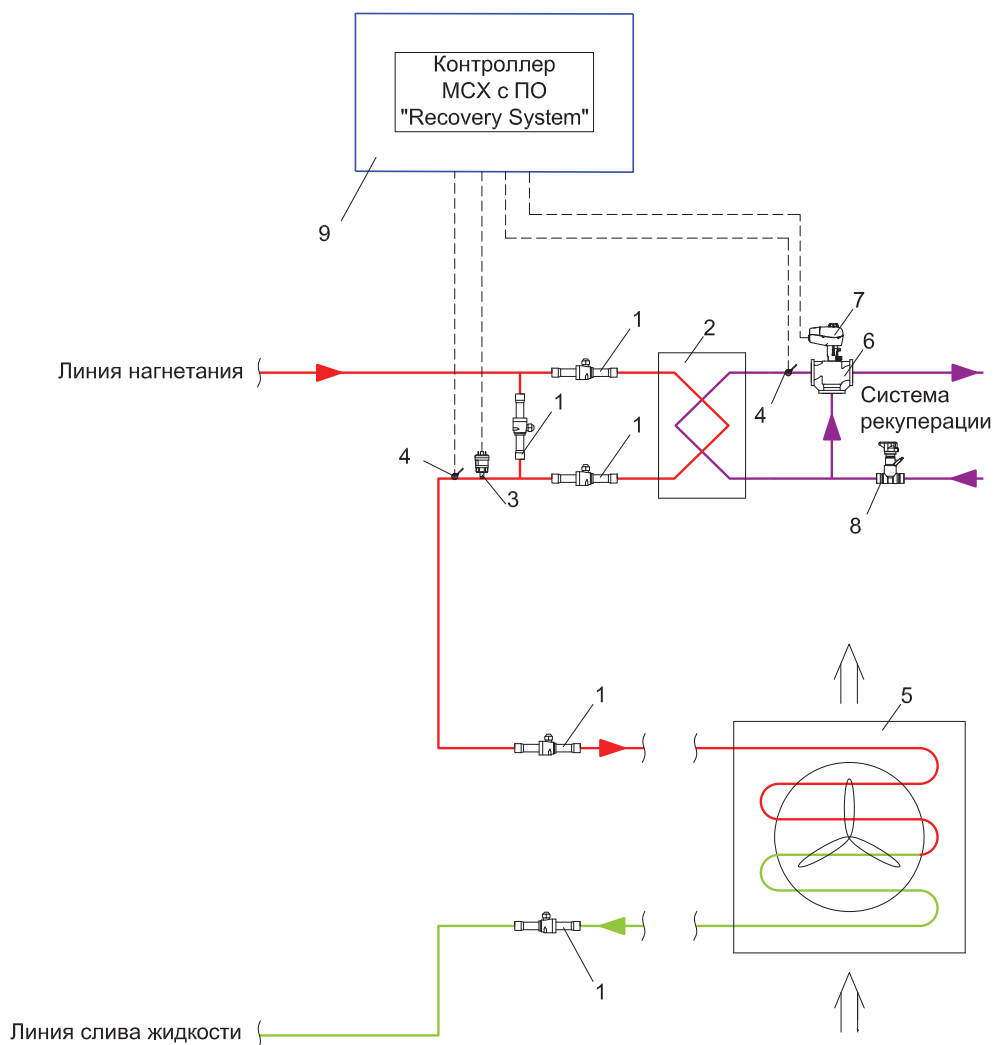 Контроллер
МСХ с ПО
"Recovery System"
9
7
1
2
6
Линия нагнетания
1
4
Система
рекуперации
1
4
3
8
1
5
1
Линия слива жидкости